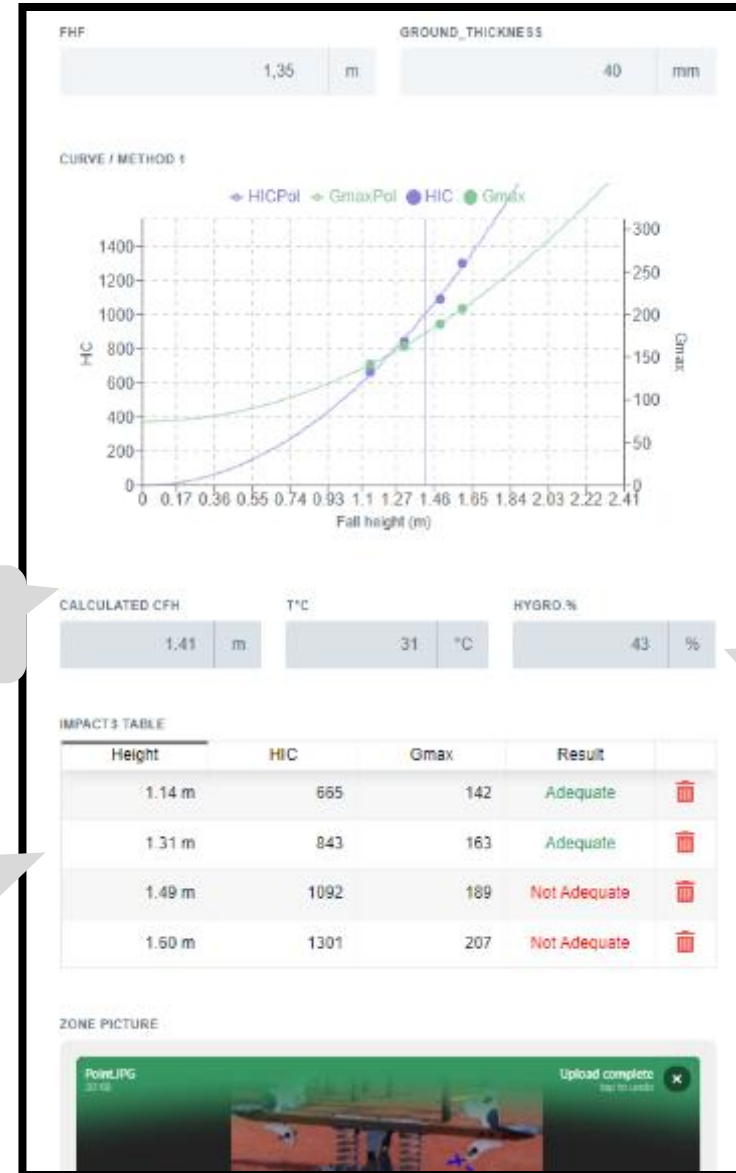 FHF GROUND_THICKNESS
1,35 m 40 mm
CURVE / METHOD 1
HICPol GmaxPol HIC Gmax
1400
1200
1000
800
600
400
200
0
HIC
300
250
200
150
100
50
0
Gmax
0 0.17 0.36 0.55 0.74 0.93 1.1 1.27 1.46 1.65 1.84 2.03 2.22 2.41
Fall height (m)
CALCULATED CFH T°C HYGRO.%
1.41 m 31 °C 43 %
IMPACTS TABLE
Height HIC Gmax Result
1.14 m 665 142 Adequate
1.31 m 843 163 Adequate
1.49 m 1092 189 Not Adequate
1.60 m 1301 207 Not Adequate
ZONE PICTURE
Point.JPG Upload complete
tap to undo